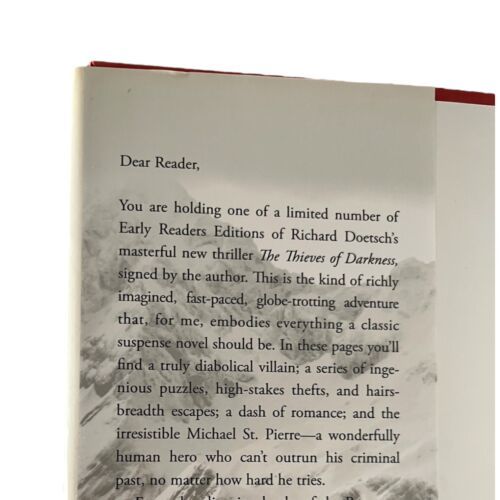 Dear Reader,
You are holding one of a limited number of
Early Readers Editions of Richard Doetsch's
masterful new thriller The Thieves of Darkness,
signed by the author. This is the kind of richly
imagined, fast-paced, globe-trotting adventure
that, for me, embodies everything a classic
suspense novel should be. In these pages you'll
find a truly diabolical villain; a series of inge-
nious puzzles, high-stakes thefts, and hairs-
breadth escapes; a dash of romance; and the
irresistible Michael St. Pierre—a wonderfully
human hero who can't outrun his criminal
past, no matter how hard he tries.